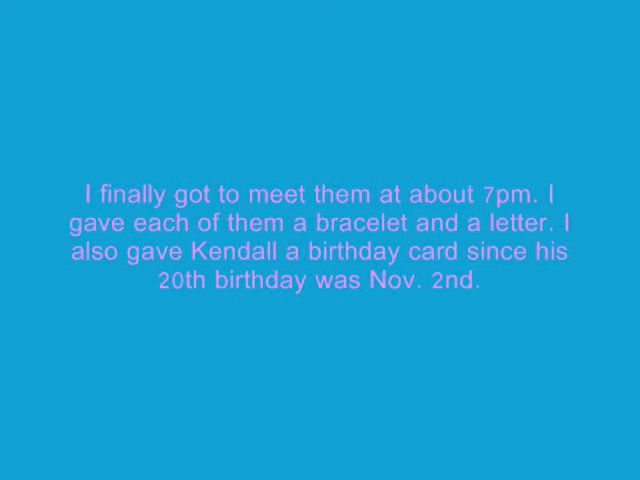 I finally got to meet them at about 7pm. I
gave each of them a bracelet and a letter. I
also gave Kendall a birthday card since his
20th birthday was Nov. 2nd.